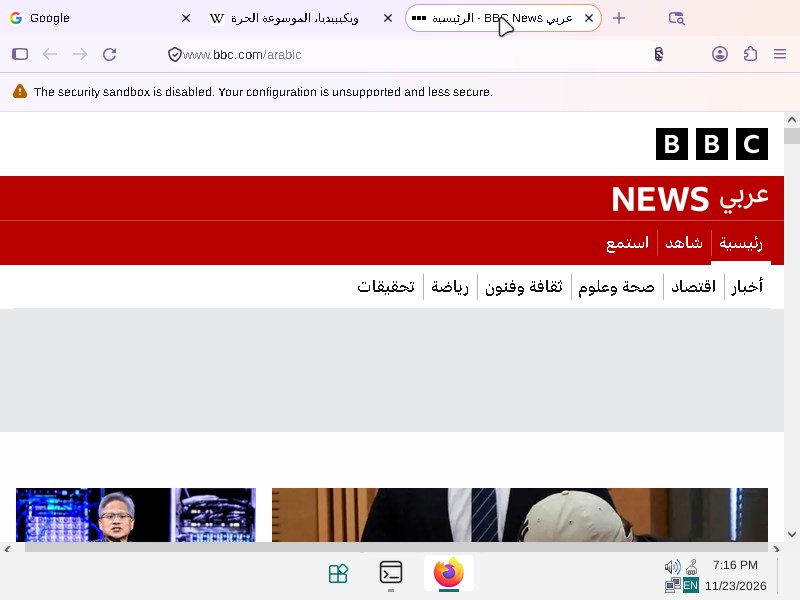 Google
ويكيبيديا، الموسوعة الحرة
الرئيسية - BBC News عربي
www.bbc.com/arabic
The security sandbox is disabled. Your configuration is unsupported and less secure.
BBC
NEWS عربي
رئيسية شاهد استمع
أخبار اقتصاد صحة وعلوم ثقافة وفنون رياضة تحقيقات
7:16 PM
EN 11/23/2026